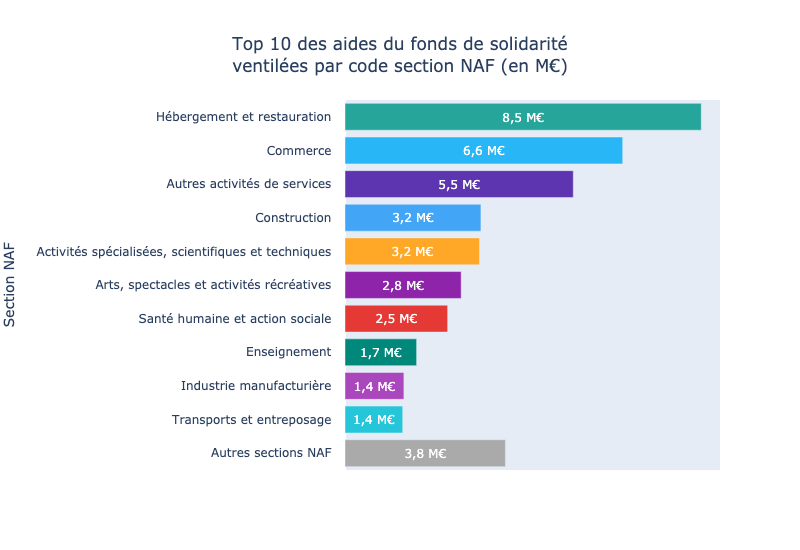 Top 10 des aides du fonds de solidarité
ventilées par code section NAF (en M€)
Section NAF
Hébergement et restauration 8,5 M€
Commerce 6,6 M€
Autres activités de services 5,5 M€
Construction 3,2 M€
Activités spécialisées, scientifiques et techniques 3,2 M€
Arts, spectacles et activités récréatives 2,8 M€
Santé humaine et action sociale 2,5 M€
Enseignement 1,7 M€
Industrie manufacturière 1,4 M€
Transports et entreposage 1,4 M€
Autres sections NAF 3,8 M€